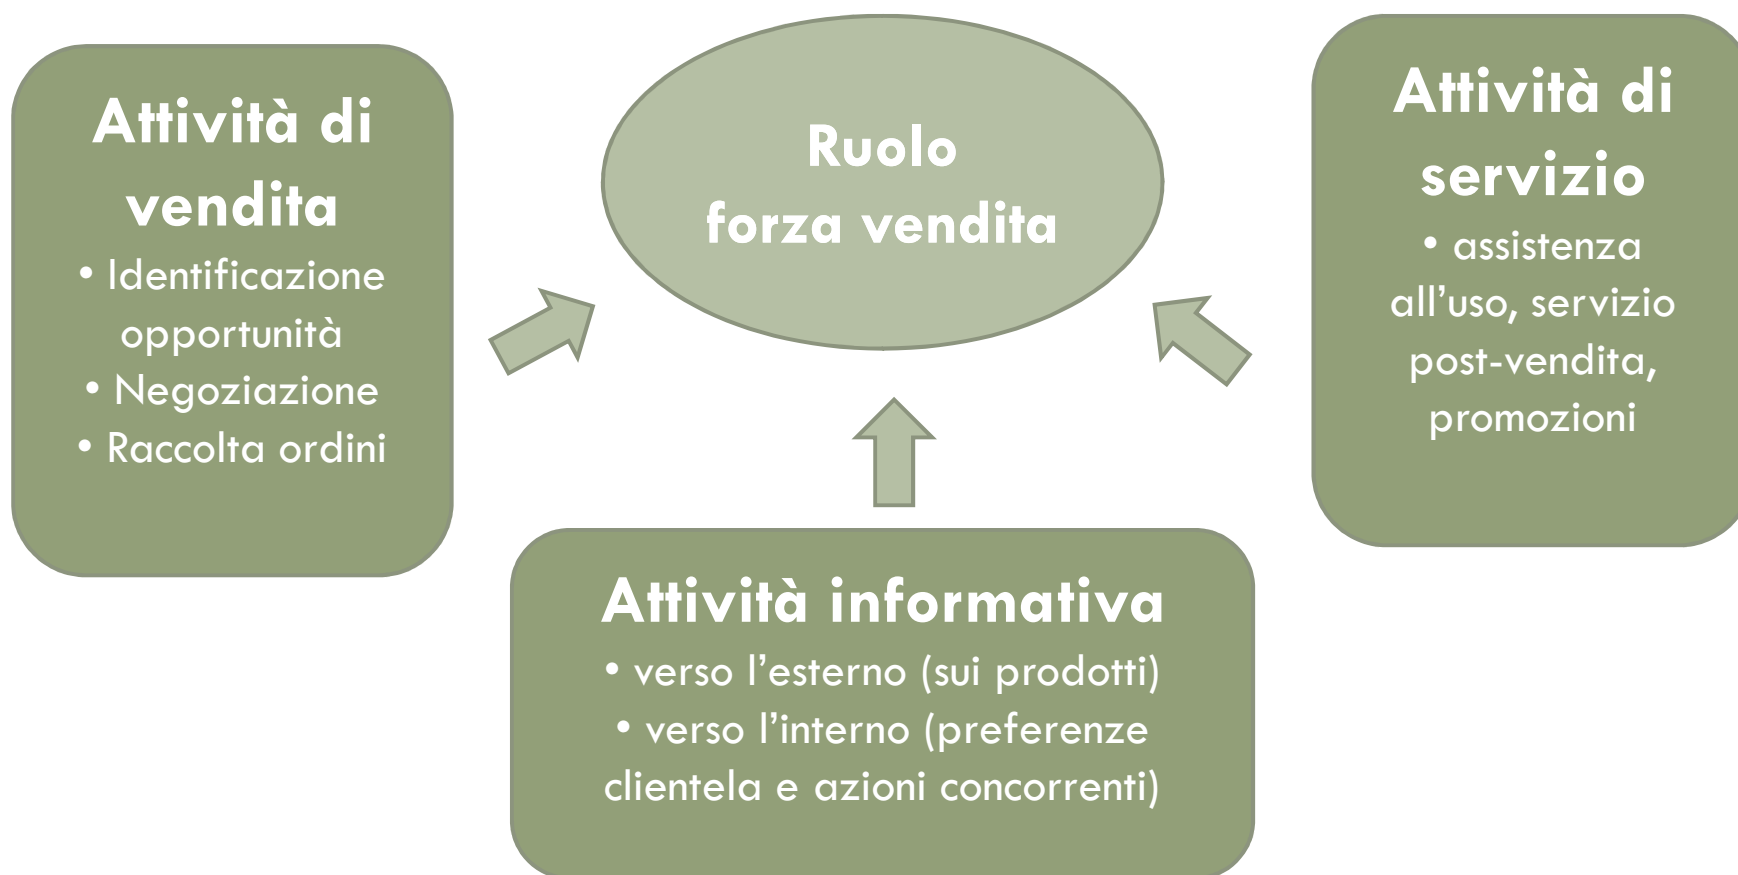 Attività di
vendita
• Identificazione
opportunità
• Negoziazione
• Raccolta ordini
Ruolo
forza vendita
Attività di
servizio
• assistenza
all’uso, servizio
post-vendita,
promozioni
Attività informativa
• verso l’esterno (sui prodotti)
• verso l’interno (preferenze
clientela e azioni concorrenti)